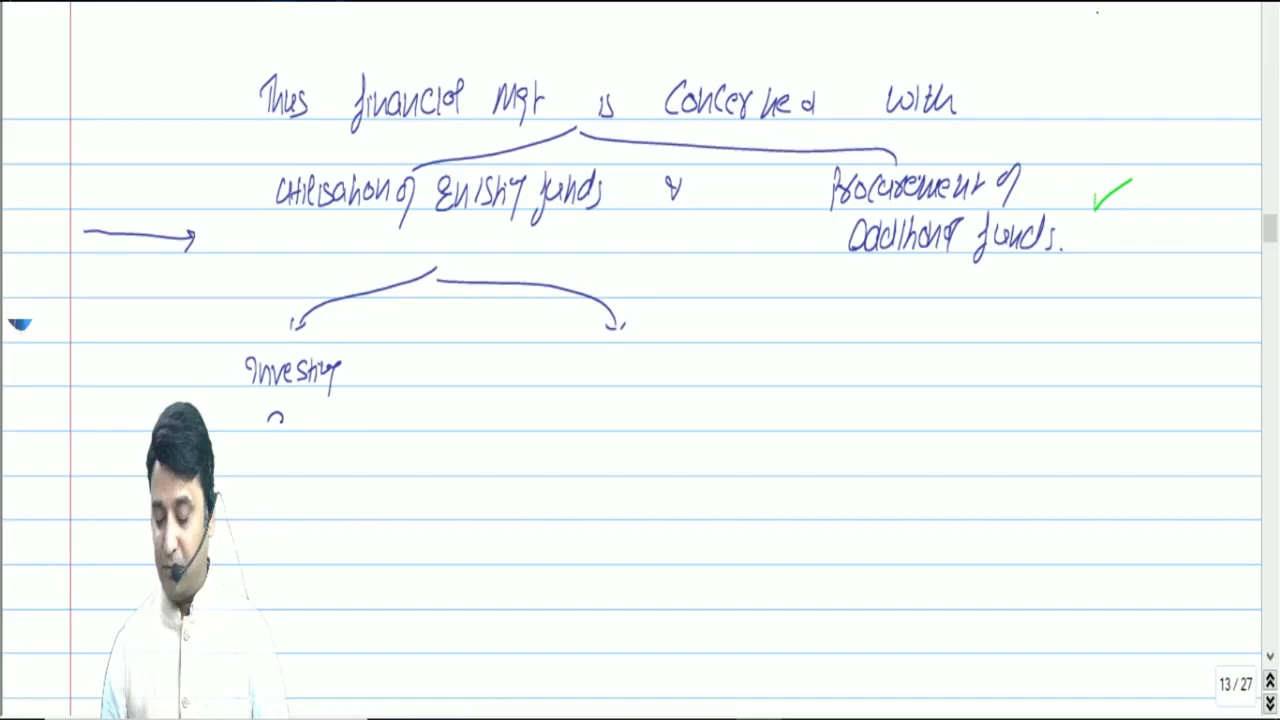 Thus financial Mgt is Concerned with
Utilisation of Existing funds & Procurement of
additional funds.
Investing
13 / 27